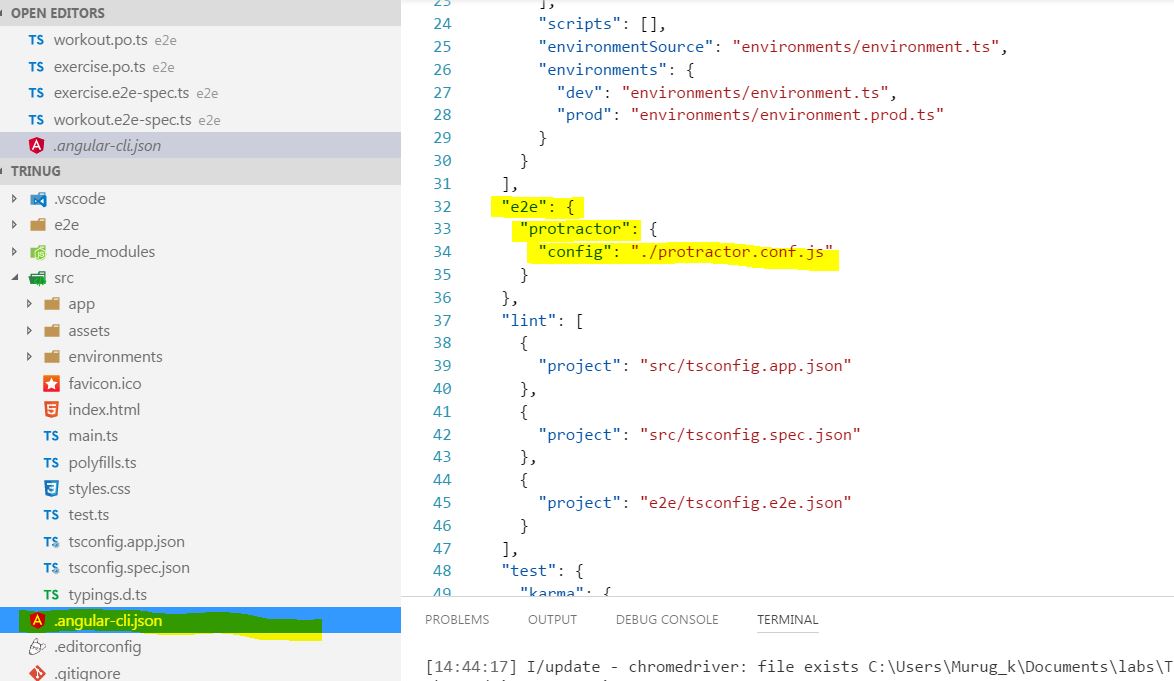 OPEN EDITORS
TS workout.po.ts e2e
TS exercise.po.ts e2e
TS exercise.e2e-spec.ts e2e
TS workout.e2e-spec.ts e2e
A .angular-cli.json
TRINUG
.vscode
e2e
node_modules
src
app
assets
environments
favicon.ico
index.html
TS main.ts
TS polyfills.ts
styles.css
TS test.ts
TS tsconfig.app.json
TS tsconfig.spec.json
TS typings.d.ts
A .angular-cli.json
.editorconfig
.gitignore
23 ],
24 "scripts": [],
25 "environmentSource": "environments/environment.ts",
26 "environments": {
27 "dev": "environments/environment.ts",
28 "prod": "environments/environment.prod.ts"
29 }
30 }
31 ],
32 "e2e": {
33 "protractor": {
34 "config": "./protractor.conf.js"
35 }
36 },
37 "lint": [
38 {
39 "project": "src/tsconfig.app.json"
40 },
41 {
42 "project": "src/tsconfig.spec.json"
43 },
44 {
45 "project": "e2e/tsconfig.e2e.json"
46 }
47 ],
48 "test": {
49 "karma": {
PROBLEMS OUTPUT DEBUG CONSOLE TERMINAL
[14:44:17] I/update - chromedriver: file exists C:\Users\Murug_k\Documents\labs\T